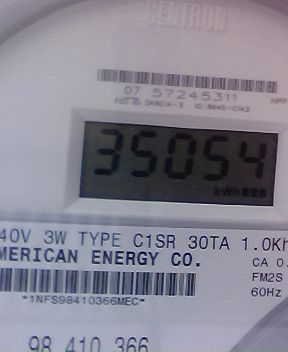 CENTRON®
07 57245311
35054
kWh 888
40V 3W TYPE C1SR 30TA 1.0Kh
MERICAN ENERGY CO.
CA 0.
FM2S
*1NFS98410366MEC*
60Hz
98 410 366